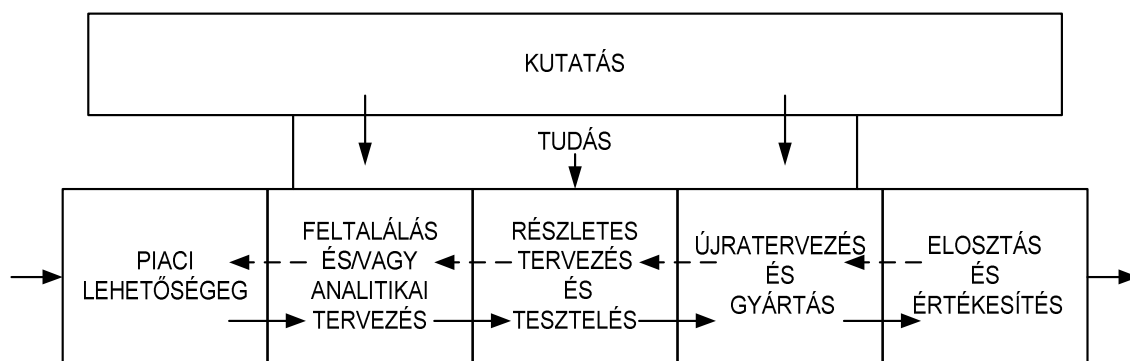 KUTATÁS
TUDÁS
PIACI
LEHETŐSÉGEG
FELTALÁLÁS
ÉS/VAGY
ANALITIKAI
TERVEZÉS
RÉSZLETES
TERVEZÉS
ÉS
TESZTELÉS
ÚJRATERVEZÉS
ÉS
GYÁRTÁS
ELOSZTÁS
ÉS
ÉRTÉKESÍTÉS